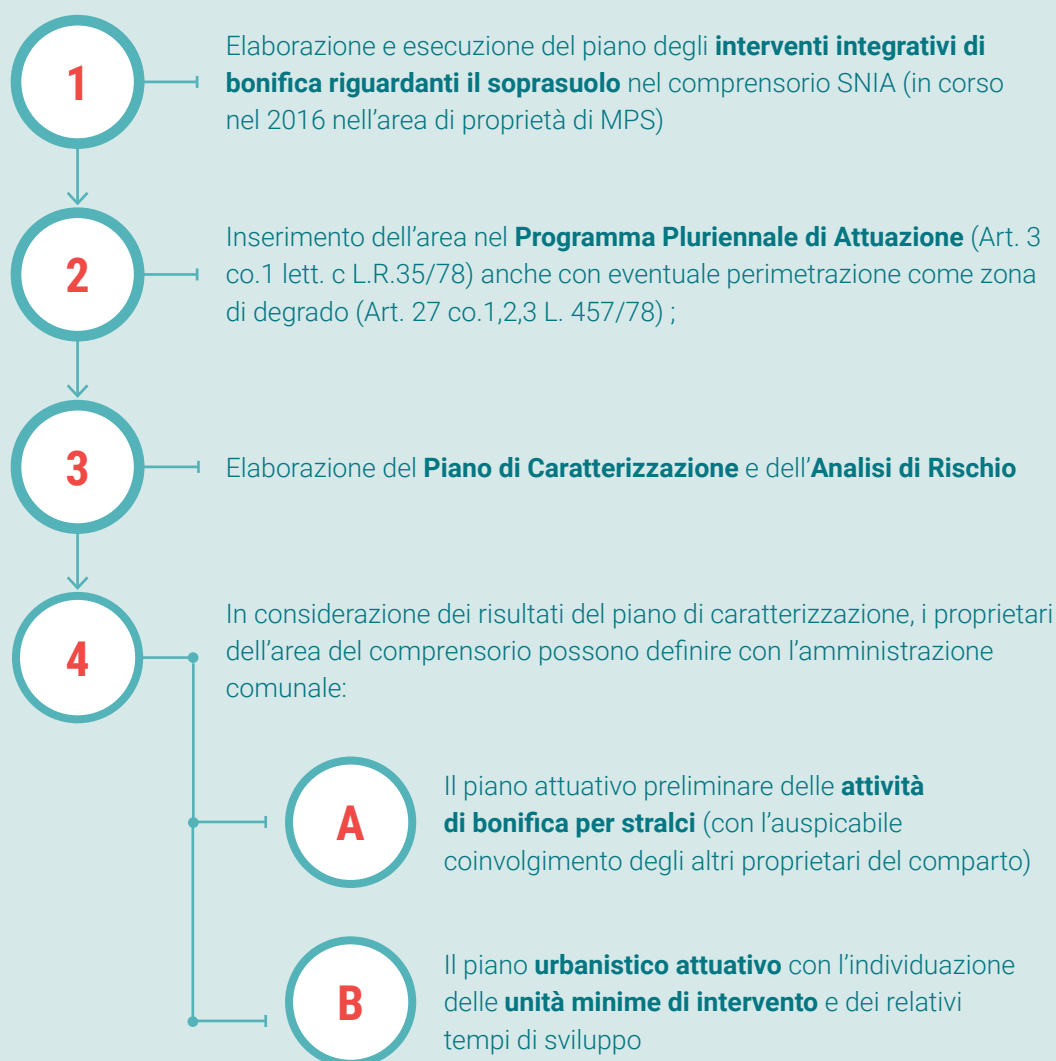 1
Elaborazione e esecuzione del piano degli interventi integrativi di
bonifica riguardanti il soprasuolo nel comprensorio SNIA (in corso
nel 2016 nell’area di proprietà di MPS)
2
Inserimento dell’area nel Programma Pluriennale di Attuazione (Art. 3
co.1 lett. c L.R.35/78) anche con eventuale perimetrazione come zona
di degrado (Art. 27 co.1,2,3 L. 457/78) ;
3
Elaborazione del Piano di Caratterizzazione e dell’Analisi di Rischio
4
In considerazione dei risultati del piano di caratterizzazione, i proprietari
dell’area del comprensorio possono definire con l’amministrazione
comunale:
A
Il piano attuativo preliminare delle attività
di bonifica per stralci (con l’auspicabile
coinvolgimento degli altri proprietari del comparto)
B
Il piano urbanistico attuativo con l’individuazione
delle unità minime di intervento e dei relativi
tempi di sviluppo